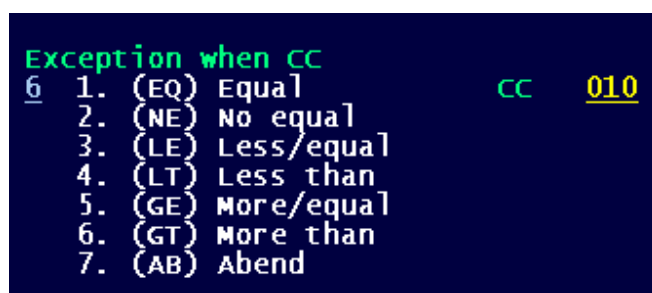 Exception when CC
6 1. (EQ) Equal CC 010
2. (NE) No equal
3. (LE) Less/equal
4. (LT) Less than
5. (GE) More/equal
6. (GT) More than
7. (AB) Abend